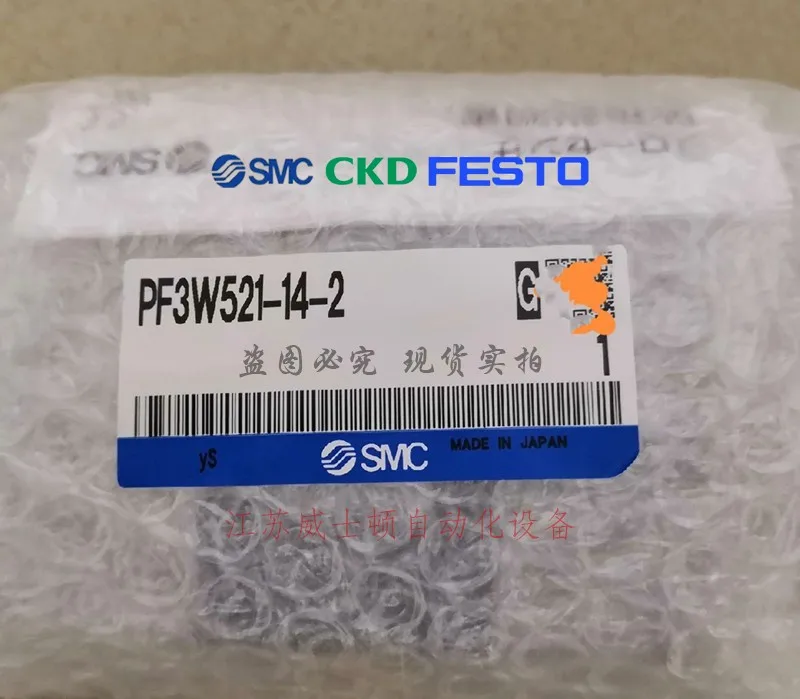 SMC CKD FESTO
PF3W521-14-2
G
盗图必究 现货实拍
1
yS
SMC
MADE IN JAPAN
江苏威士顿自动化设备